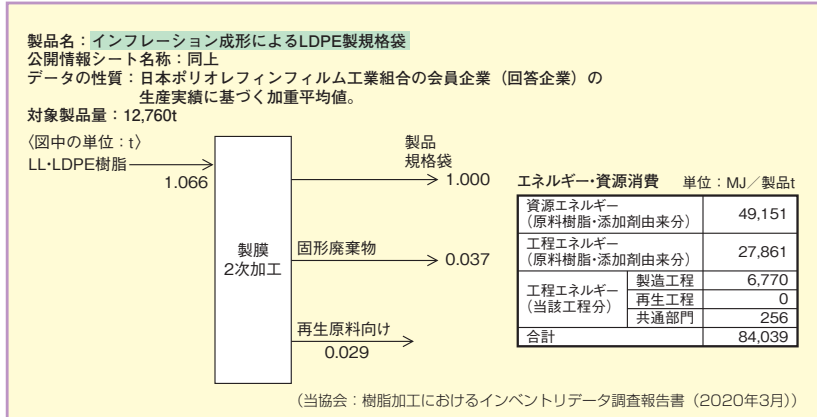 製品名：インフレーション成形によるLDPE製規格袋
公開情報シート名称：同上
データの性質：日本ポリオレフィンフィルム工業組合の会員企業（回答企業）の
生産実績に基づく加重平均値。
対象製品量：12,760t
〈図中の単位：t〉
LL・LDPE樹脂
1.066
製膜
2次加工
製品
規格袋
1.000
固形廃棄物
0.037
再生原料向け
0.029
エネルギー・資源消費 単位：MJ／製品t
資源エネルギー
（原料樹脂・添加剤由来分） 49,151
工程エネルギー
（原料樹脂・添加剤由来分） 27,861
工程エネルギー
（当該工程分）
製造工程 6,770
再生工程 0
共通部門 256
合計 84,039
（当協会：樹脂加工におけるインベントリデータ調査報告書（2020年3月））